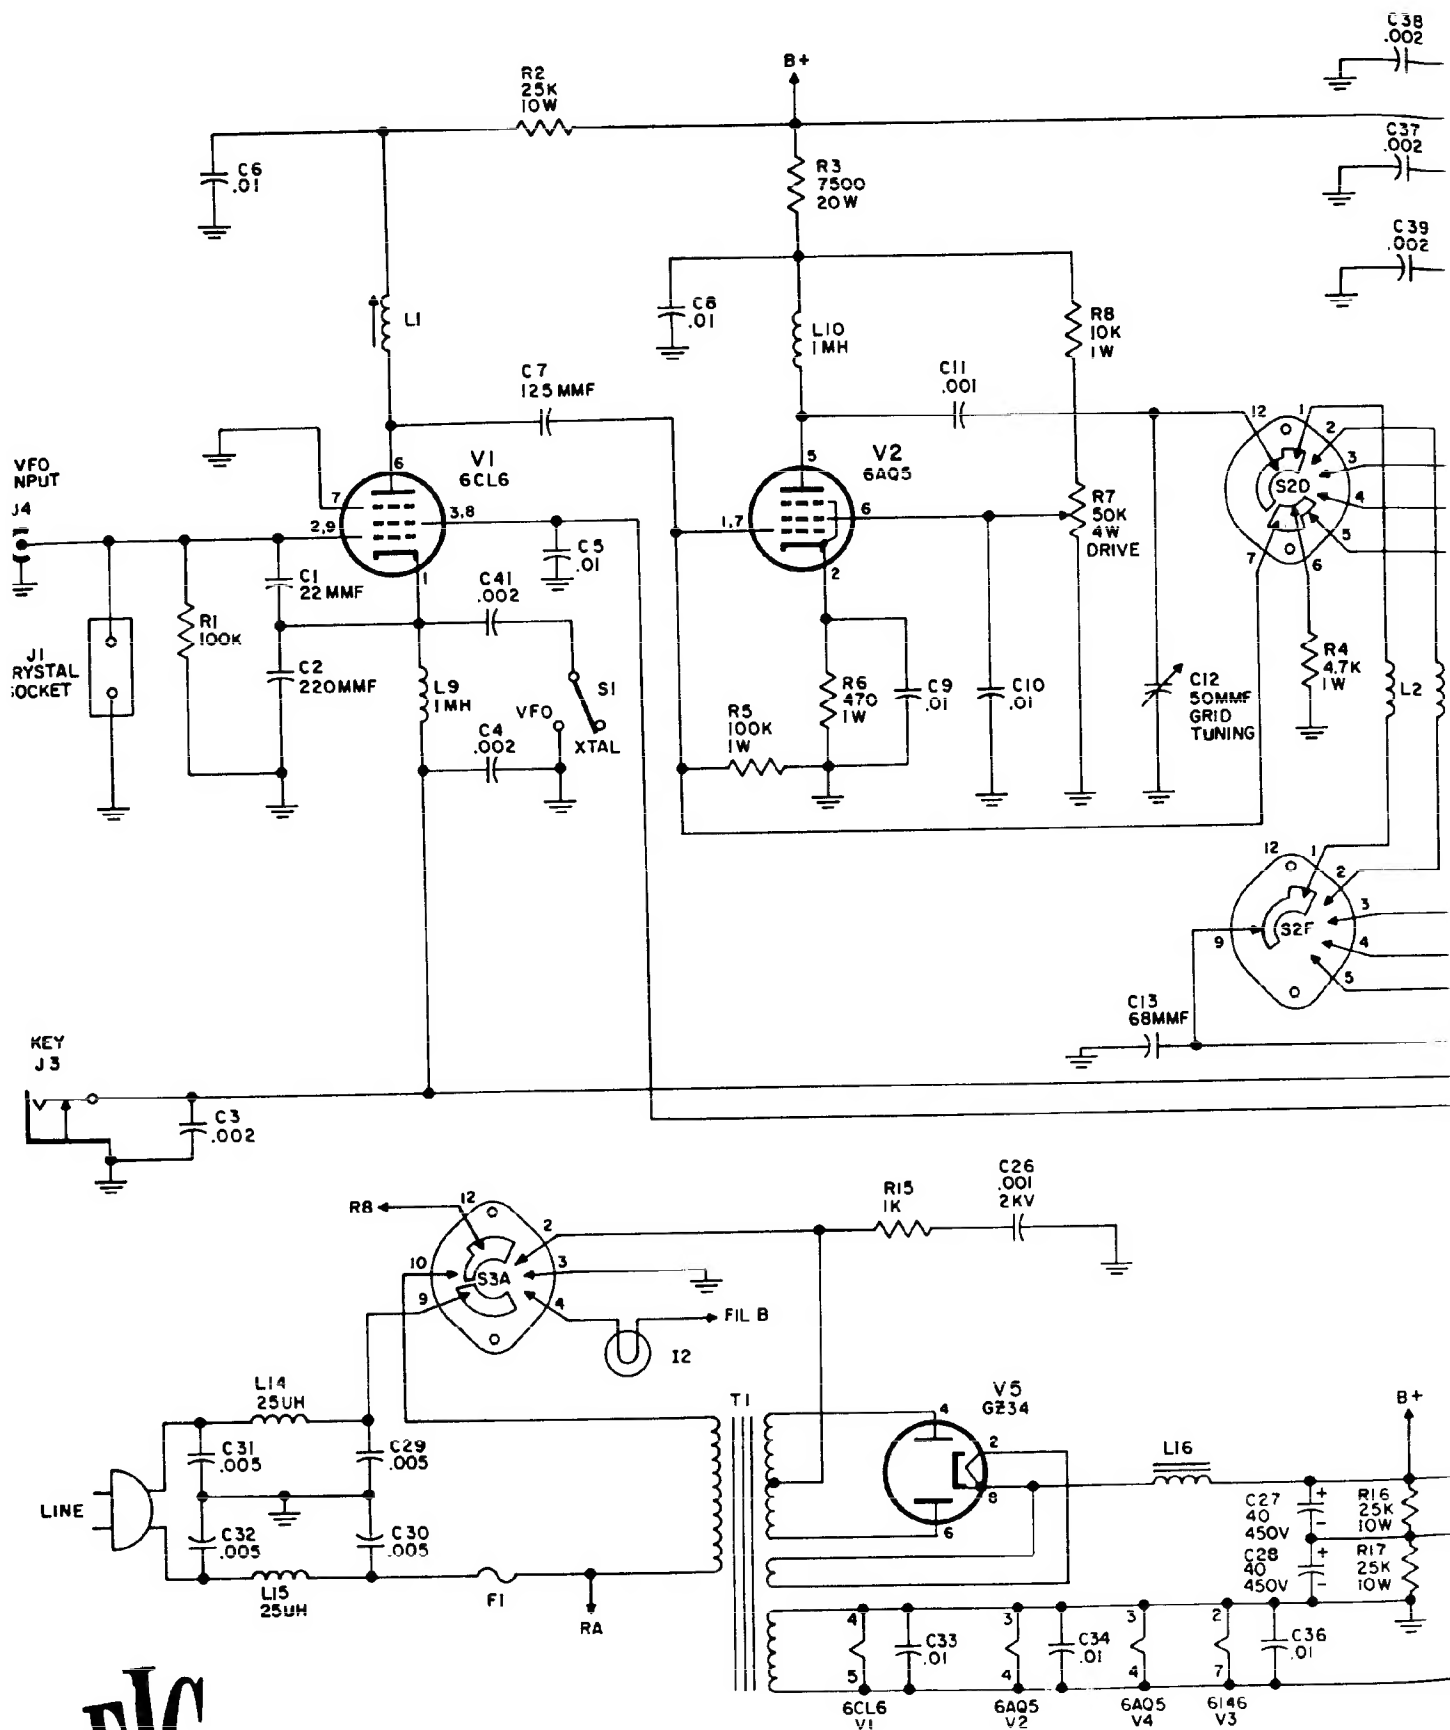 C38
.002
B+
R2
25K
10W
C37
.002
C6
.01
R3
7500
20W
C39
.002
L1
C8
.01
L10
1MH
R8
10K
1W
C7
125 MMF
C11
.001
12
1
2
3
4
5
6
7
S2D
VFO
NPUT
J4
V1
6CL6
6
7
2,9
3,8
1
V2
6AQ5
5
1,7
6
2
R7
50K
4W
DRIVE
C5
.01
C1
22MMF
C41
.002
R1
100K
J1
RYSTAL
OCKET
C2
220MMF
L9
1MH
S1
VFO
XTAL
C4
.002
R5
100K
1W
R6
470
1W
C9
.01
C10
.01
C12
50MMF
GRID
TUNING
R4
4.7K
1W
L2
12
1
2
3
4
5
9
S2F
C13
68MMF
KEY
J3
C3
.002
R8
12
2
3
4
10
9
S3A
R15
1K
C26
.001
2KV
FIL B
I2
L14
25UH
T1
V5
GZ34
4
2
8
6
L16
B+
C31
.005
C29
.005
LINE
C32
.005
C30
.005
L15
25UH
F1
RA
C27
40
450V
+
-
R16
25K
10W
C28
40
450V
+
-
R17
25K
10W
4
C33
.01
5
3
C34
.01
4
3
4
2
C36
.01
7
6CL6
V1
6AQ5
V2
6AQ5
V4
6146
V3